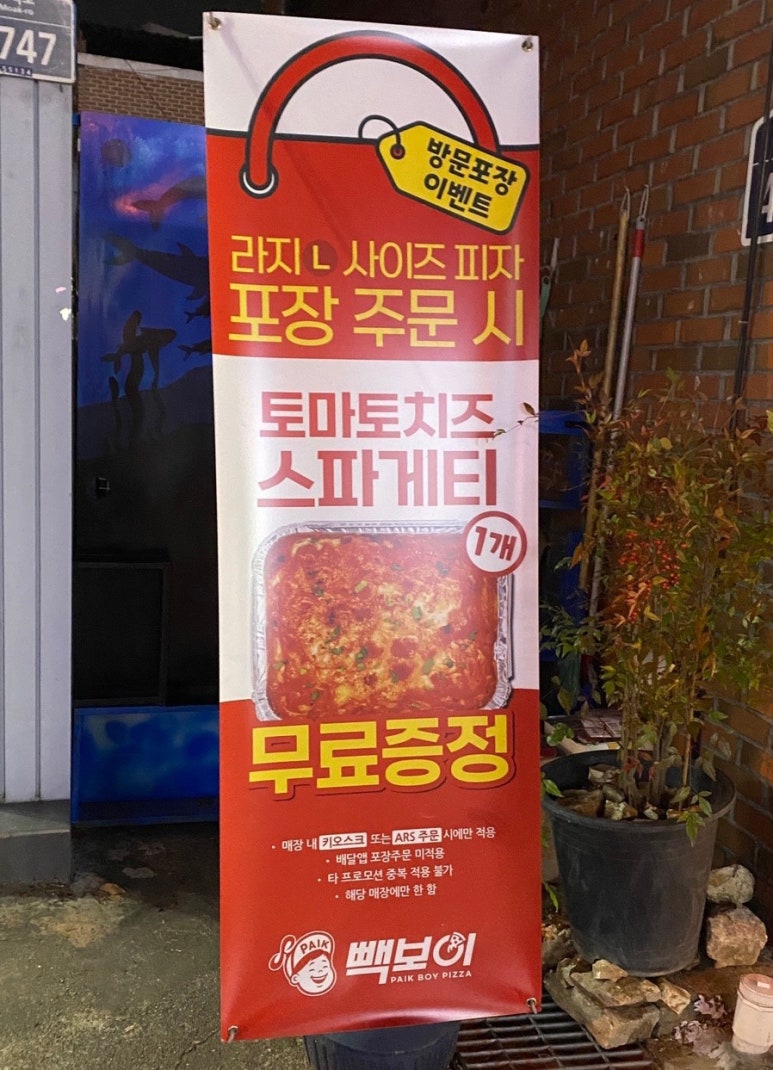 747
방문포장
이벤트
라지 L 사이즈 피자
포장 주문 시
토마토치즈
스파게티
1개
무료증정
• 매장 내 키오스크 또는 ARS 주문 시에만 적용
• 배달앱 포장주문 미적용
• 타 프로모션 중복 적용 불가
• 해당 매장에만 한 함
PAIK
빽보이
PAIK BOY PIZZA